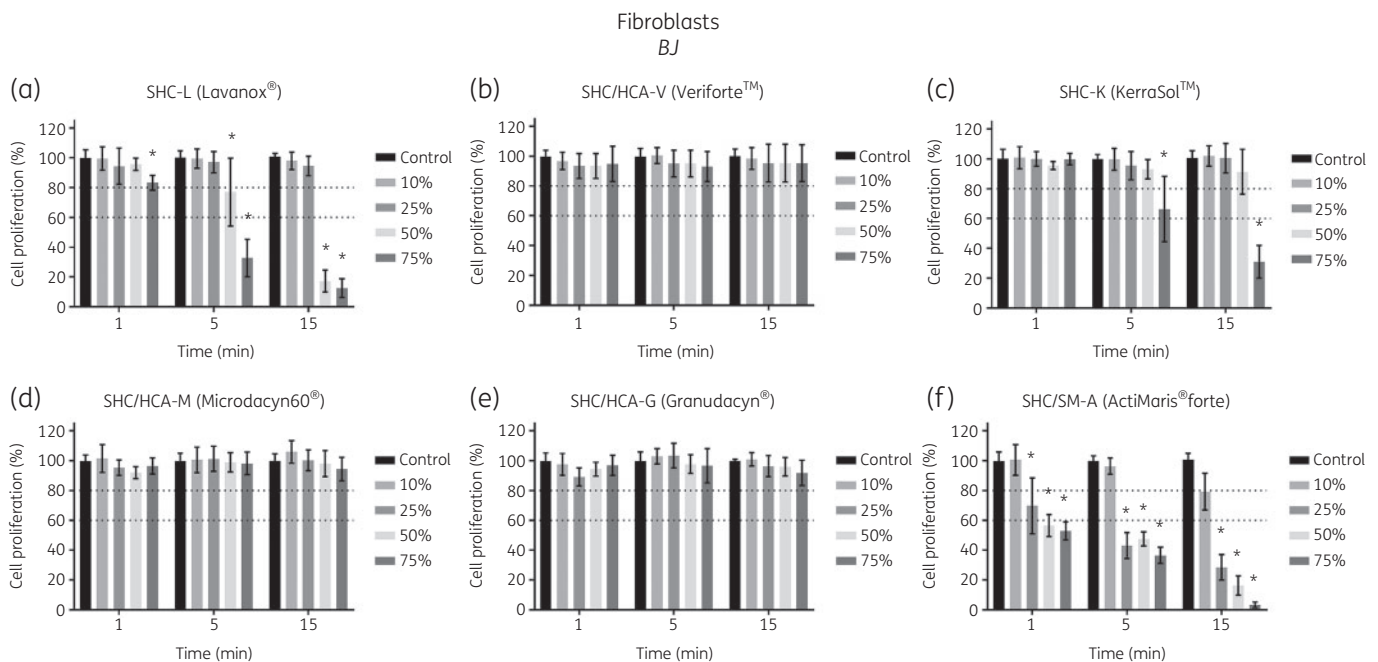 Fibroblasts
BJ
(a) SHC-L (Lavanox®)
Cell proliferation (%)
120
100
80
60
40
20
0
* * * * *
1 5 15
Time (min)
Control
10%
25%
50%
75%
(b) SHC/HCA-V (Veriforte™)
Cell proliferation (%)
120
100
80
60
40
20
0
1 5 15
Time (min)
Control
10%
25%
50%
75%
(c) SHC-K (KerraSol™)
Cell proliferation (%)
120
100
80
60
40
20
0
* *
1 5 15
Time (min)
Control
10%
25%
50%
75%
(d) SHC/HCA-M (Microdacyn60®)
Cell proliferation (%)
120
100
80
60
40
20
0
1 5 15
Time (min)
Control
10%
25%
50%
75%
(e) SHC/HCA-G (Granudacyn®)
Cell proliferation (%)
120
100
80
60
40
20
0
1 5 15
Time (min)
Control
10%
25%
50%
75%
(f) SHC/SM-A (ActiMaris®forte)
Cell proliferation (%)
120
100
80
60
40
20
0
* * * * * * * * *
1 5 15
Time (min)
Control
10%
25%
50%
75%